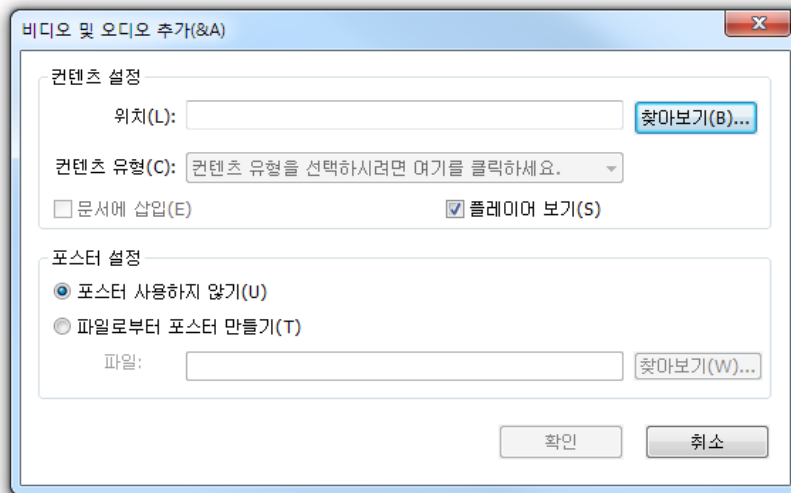 비디오 및 오디오 추가(&A)
컨텐츠 설정
위치(L): 찾아보기(B)...
컨텐츠 유형(C): 컨텐츠 유형을 선택하시려면 여기를 클릭하세요.
문서에 삽입(E) 플레이어 보기(S)
포스터 설정
포스터 사용하지 않기(U)
파일로부터 포스터 만들기(T)
파일: 찾아보기(W)...
확인 취소